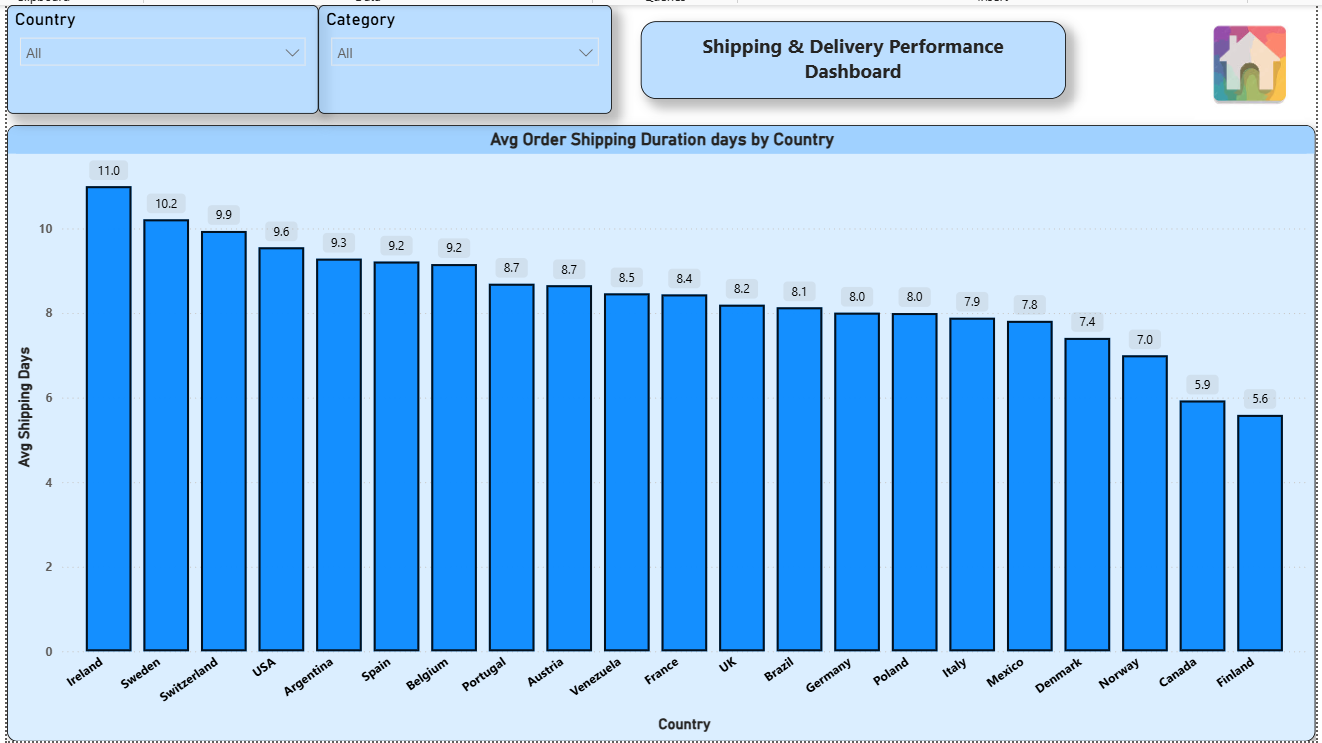 Country
Category
All
All
Shipping & Delivery Performance
Dashboard
Avg Order Shipping Duration days by Country
Avg Shipping Days
10
8
6
4
2
0
11.0
10.2
9.9
9.6
9.3
9.2
9.2
8.7
8.7
8.5
8.4
8.2
8.1
8.0
8.0
7.9
7.8
7.4
7.0
5.9
5.6
Ireland
Sweden
Switzerland
USA
Argentina
Spain
Belgium
Portugal
Austria
Venezuela
France
UK
Brazil
Germany
Poland
Italy
Mexico
Denmark
Norway
Canada
Finland
Country